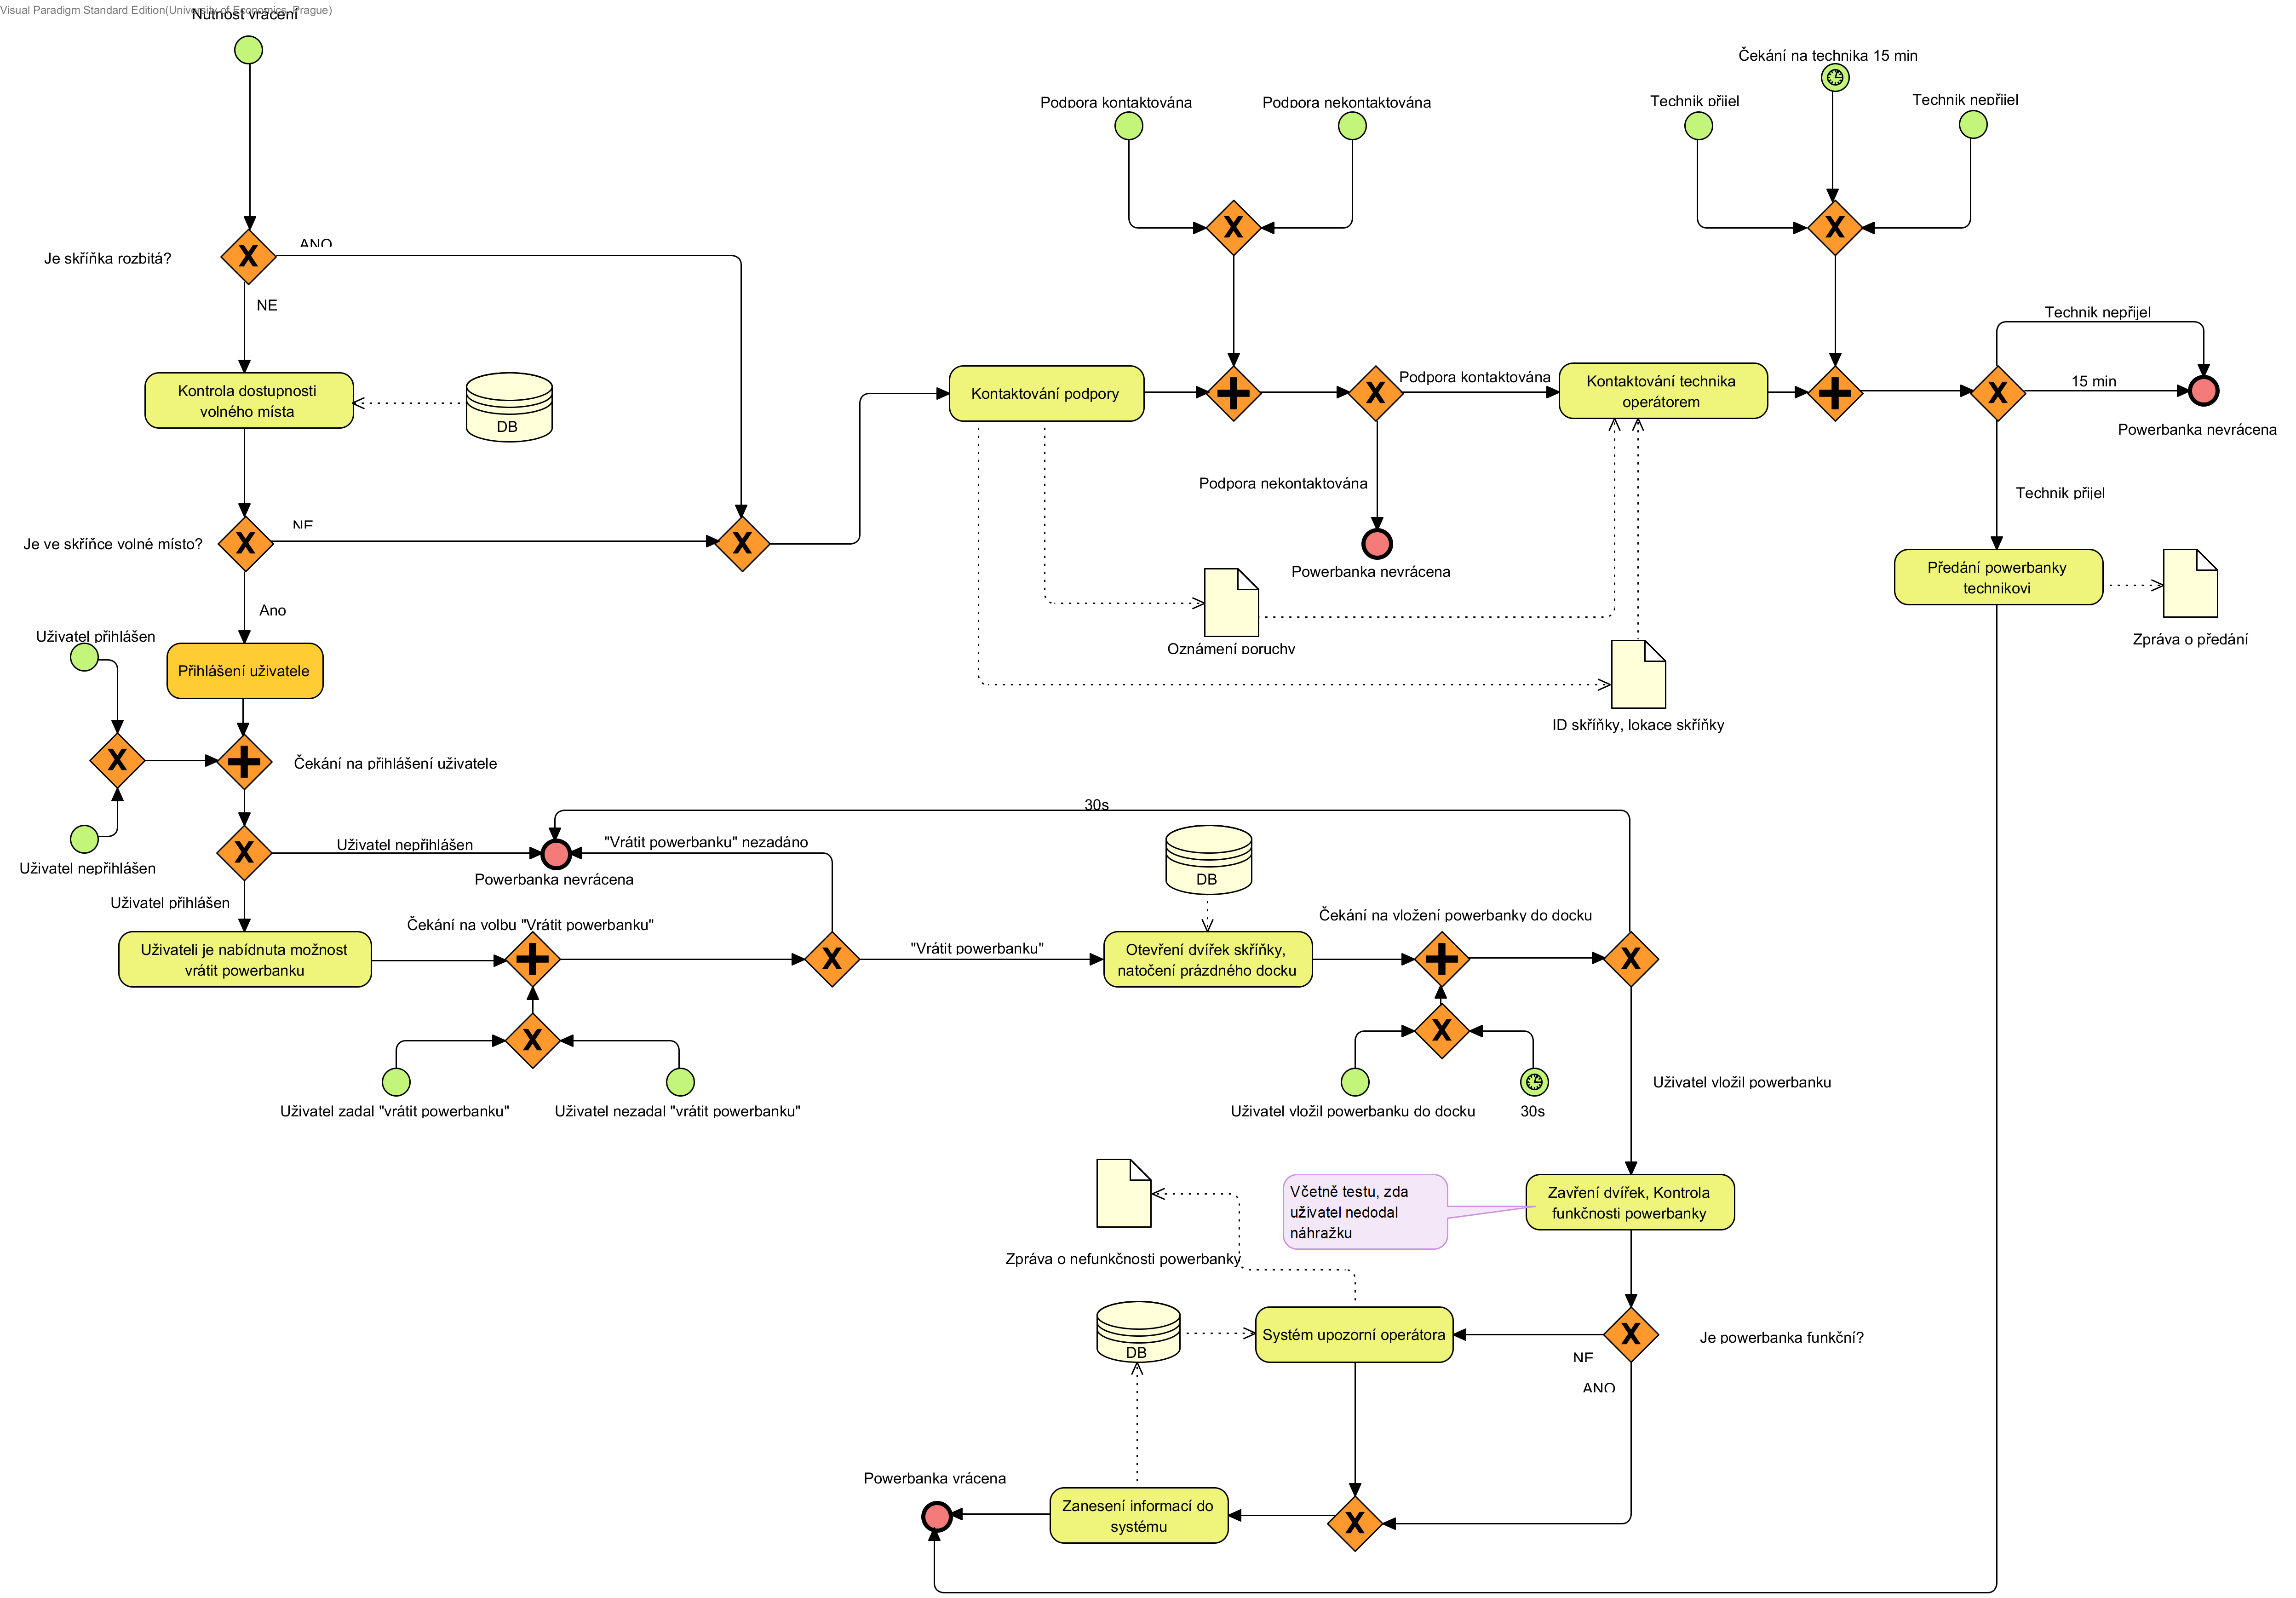 Visual Paradigm Standard Edition(University of Economics, Prague)
Nutnost vrácení
Čekání na technika 15 min
Podpora kontaktována
Podpora nekontaktována
Technik přijel
Technik nepřijel
Je skříňka rozbitá?
ANO
NE
Technik nepřijel
Kontrola dostupnosti
volného místa
DB
Kontaktování podpory
Podpora kontaktována
Kontaktování technika
operátorem
15 min
Powerbanka nevrácena
Podpora nekontaktována
Technik přijel
Je ve skříňce volné místo?
NE
Powerbanka nevrácena
Předání powerbanky
technikovi
Ano
Uživatel přihlášen
Oznámení poruchy
Zpráva o předání
Přihlášení uživatele
ID skříňky, lokace skříňky
Čekání na přihlášení uživatele
30s
Uživatel nepřihlášen
Uživatel nepřihlášen
"Vrátit powerbanku" nezadáno
Powerbanka nevrácena
DB
Uživatel přihlášen
Čekání na volbu "Vrátit powerbanku"
Čekání na vložení powerbanky do docku
Uživateli je nabídnuta možnost
vrátit powerbanku
"Vrátit powerbanku"
Otevření dvířek skříňky,
natočení prázdného docku
Uživatel zadal "vrátit powerbanku"
Uživatel nezadal "vrátit powerbanku"
Uživatel vložil powerbanku do docku
30s
Uživatel vložil powerbanku
Včetně testu, zda
uživatel nedodal
náhražku
Zavření dvířek, Kontrola
funkčnosti powerbanky
Zpráva o nefunkčnosti powerbanky
DB
Systém upozorní operátora
Je powerbanka funkční?
NE
ANO
Powerbanka vrácena
Zanesení informací do
systému